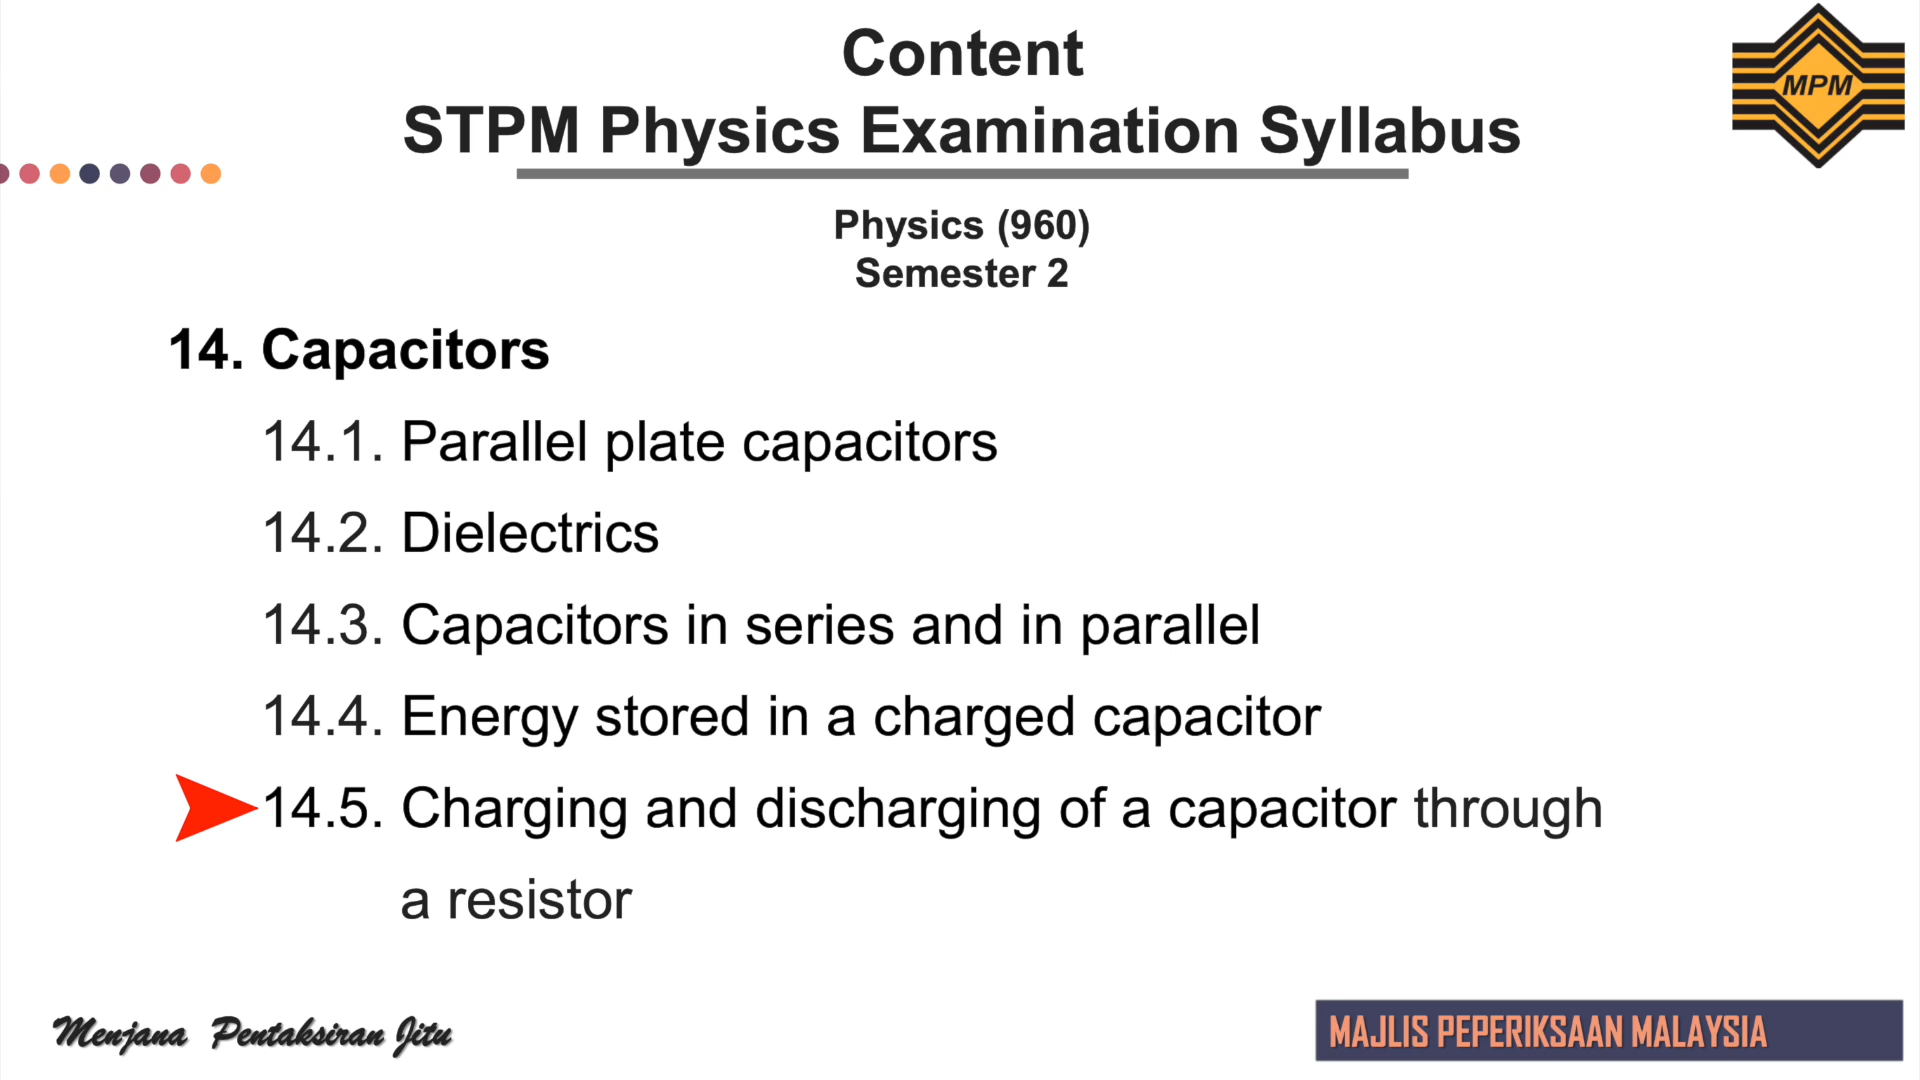 Content
STPM Physics Examination Syllabus
MPM
Physics (960)
Semester 2
14. Capacitors
14.1. Parallel plate capacitors
14.2. Dielectrics
14.3. Capacitors in series and in parallel
14.4. Energy stored in a charged capacitor
14.5. Charging and discharging of a capacitor through
a resistor
Menjana Pentaksiran Jitu
MAJLIS PEPERIKSAAN MALAYSIA